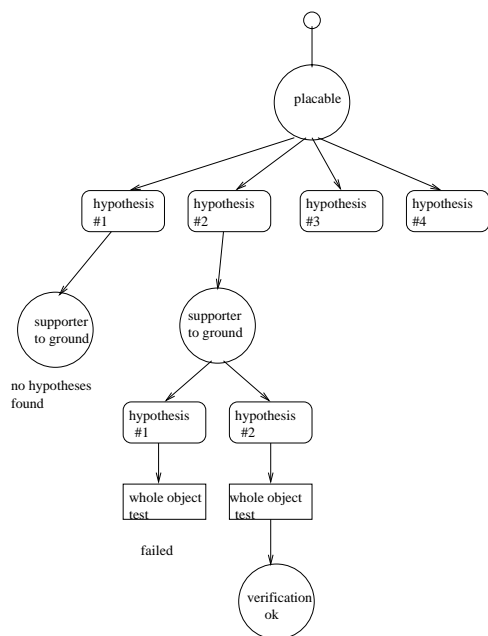 placable
hypothesis
#1
hypothesis
#2
hypothesis
#3
hypothesis
#4
supporter
to ground
supporter
to ground
no hypotheses
found
hypothesis
#1
hypothesis
#2
whole object
test
whole object
test
failed
verification
ok